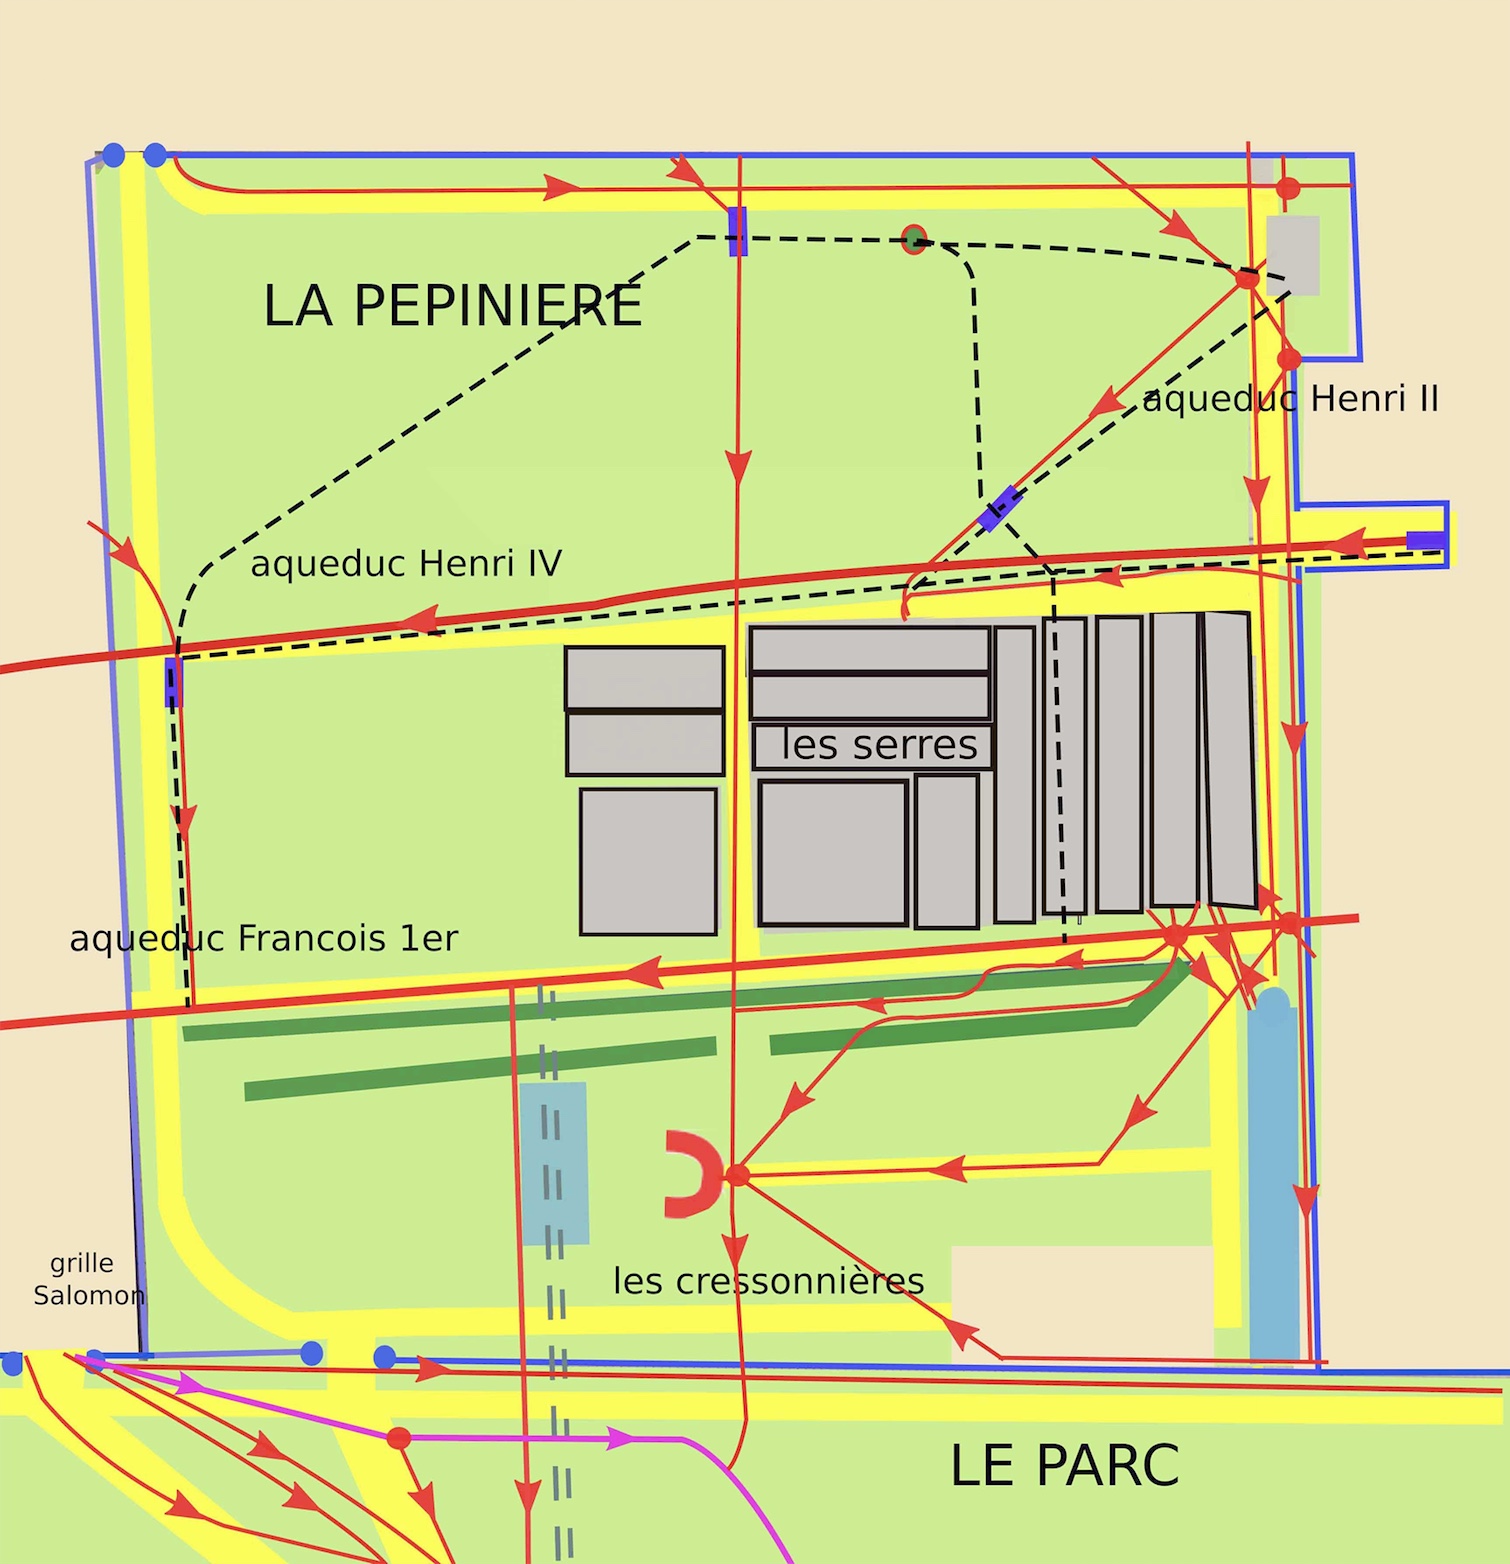 LA PEPINIERE
aqueduc Henri II
aqueduc Henri IV
les serres
aqueduc Francois 1er
grille
Salomon
les cressonnières
LE PARC